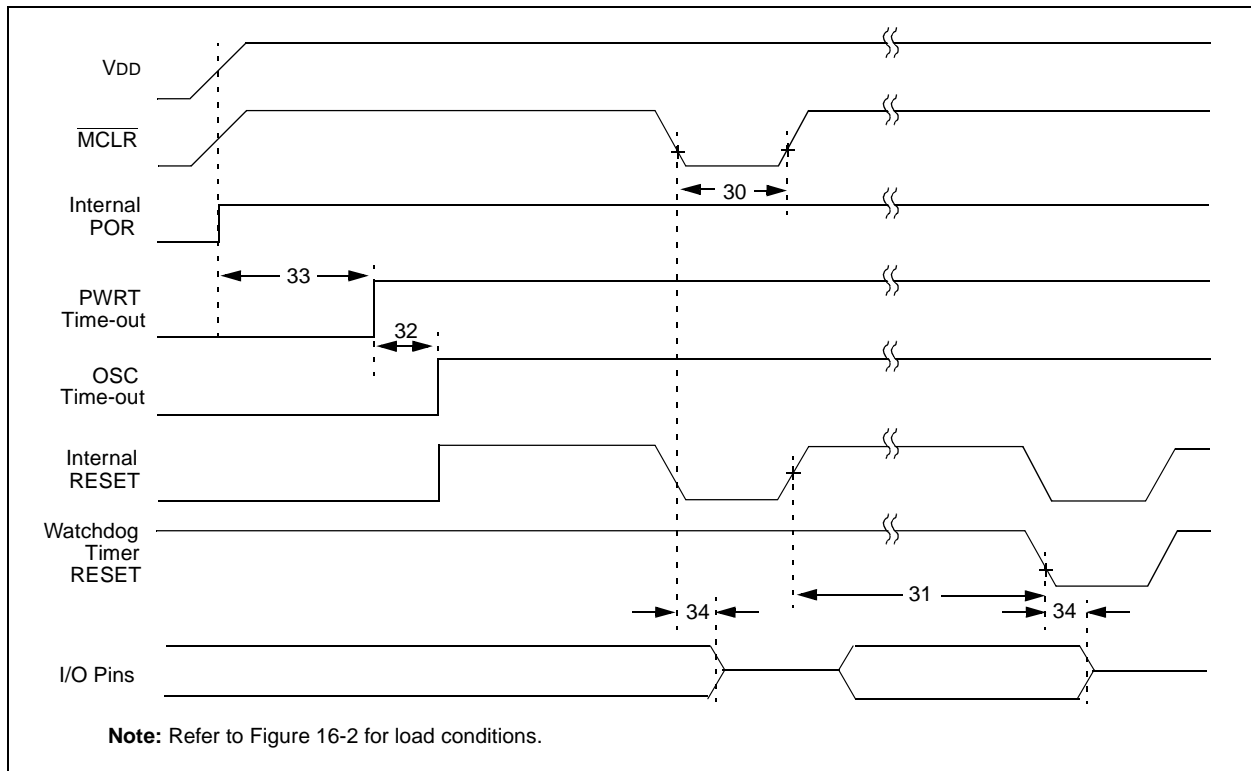 VDD
MCLR
30
Internal
POR
33
PWRT
Time-out
32
OSC
Time-out
Internal
RESET
Watchdog
Timer
RESET
31
34
34
I/O Pins
Note: Refer to Figure 16-2 for load conditions.